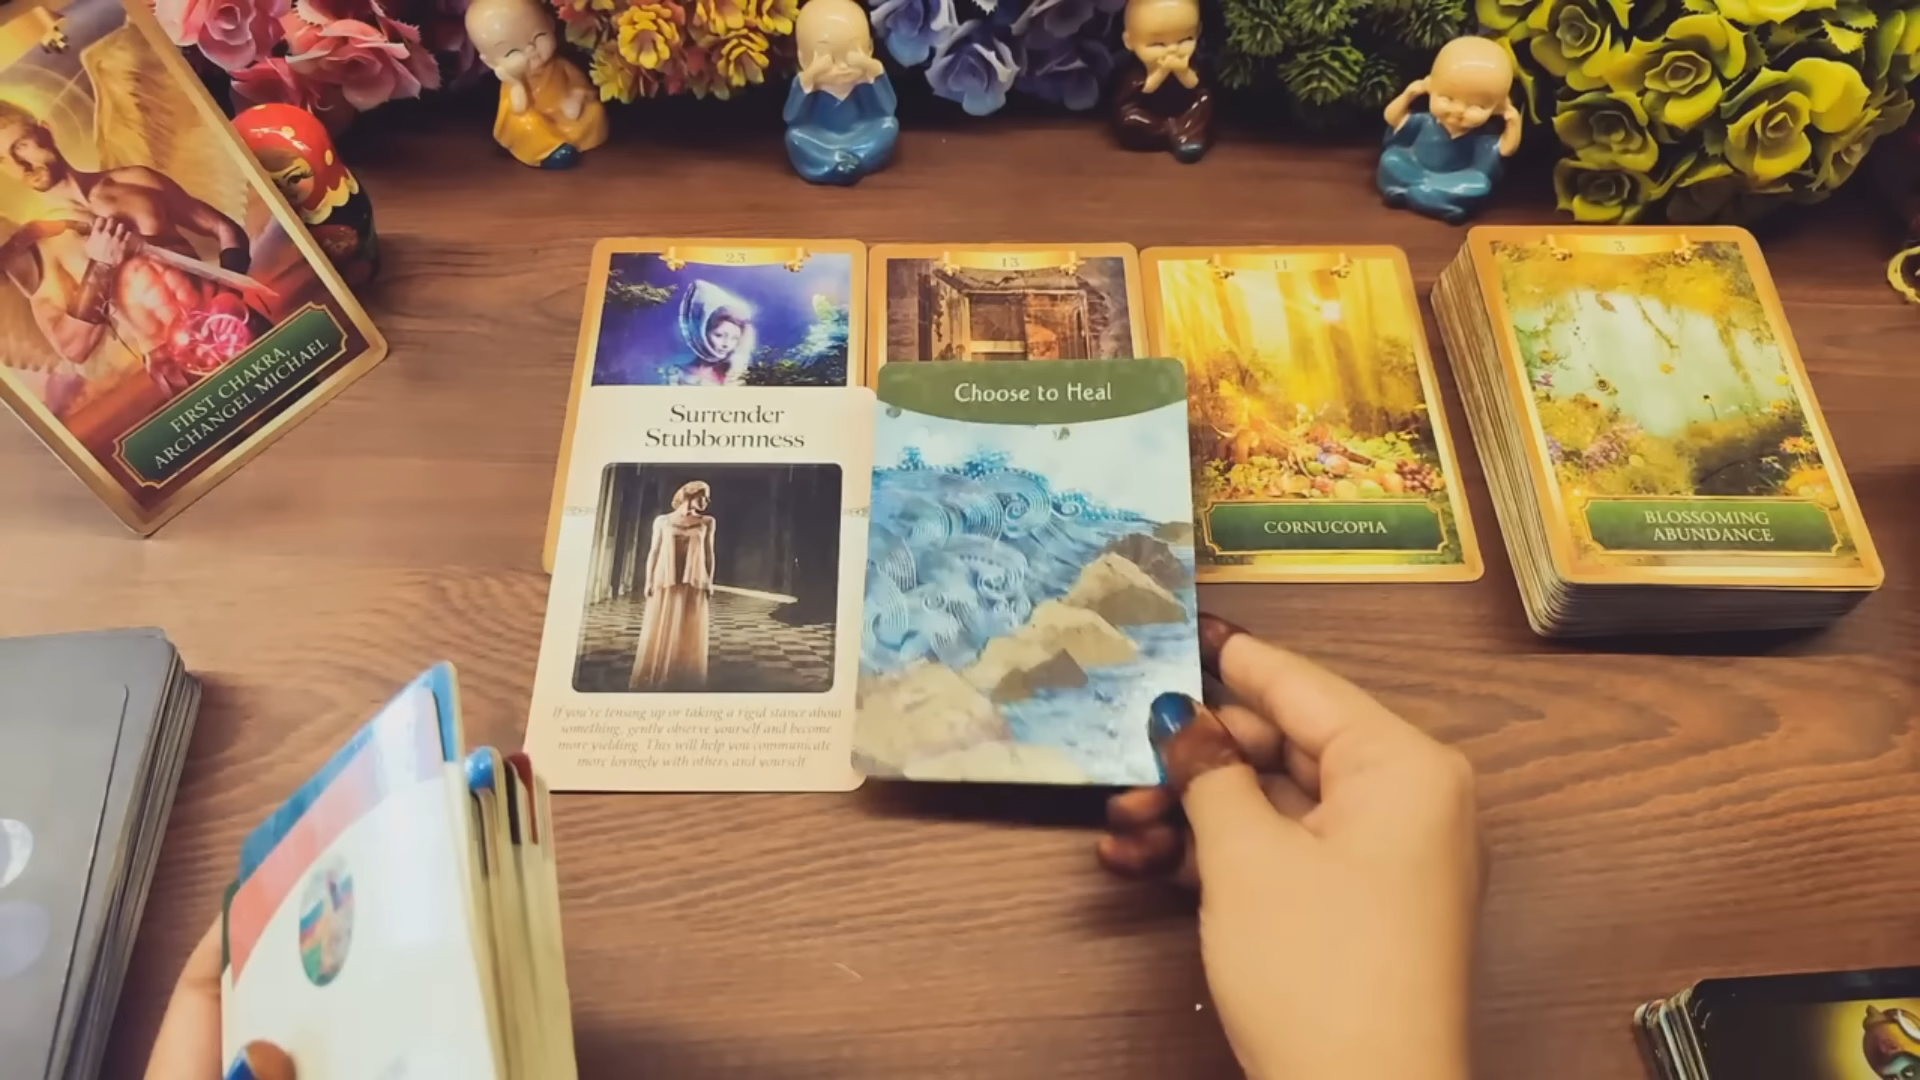 FIRST CHAKRA,
ARCHANGEL MICHAEL
23
13
11
3
Surrender
Stubbornness
Choose to Heal
CORNUCOPIA
BLOSSOMING
ABUNDANCE
If you're tensing up or taking a rigid stance about
something, gently observe yourself and become
more yielding. This will help you communicate
more lovingly with others and yourself.